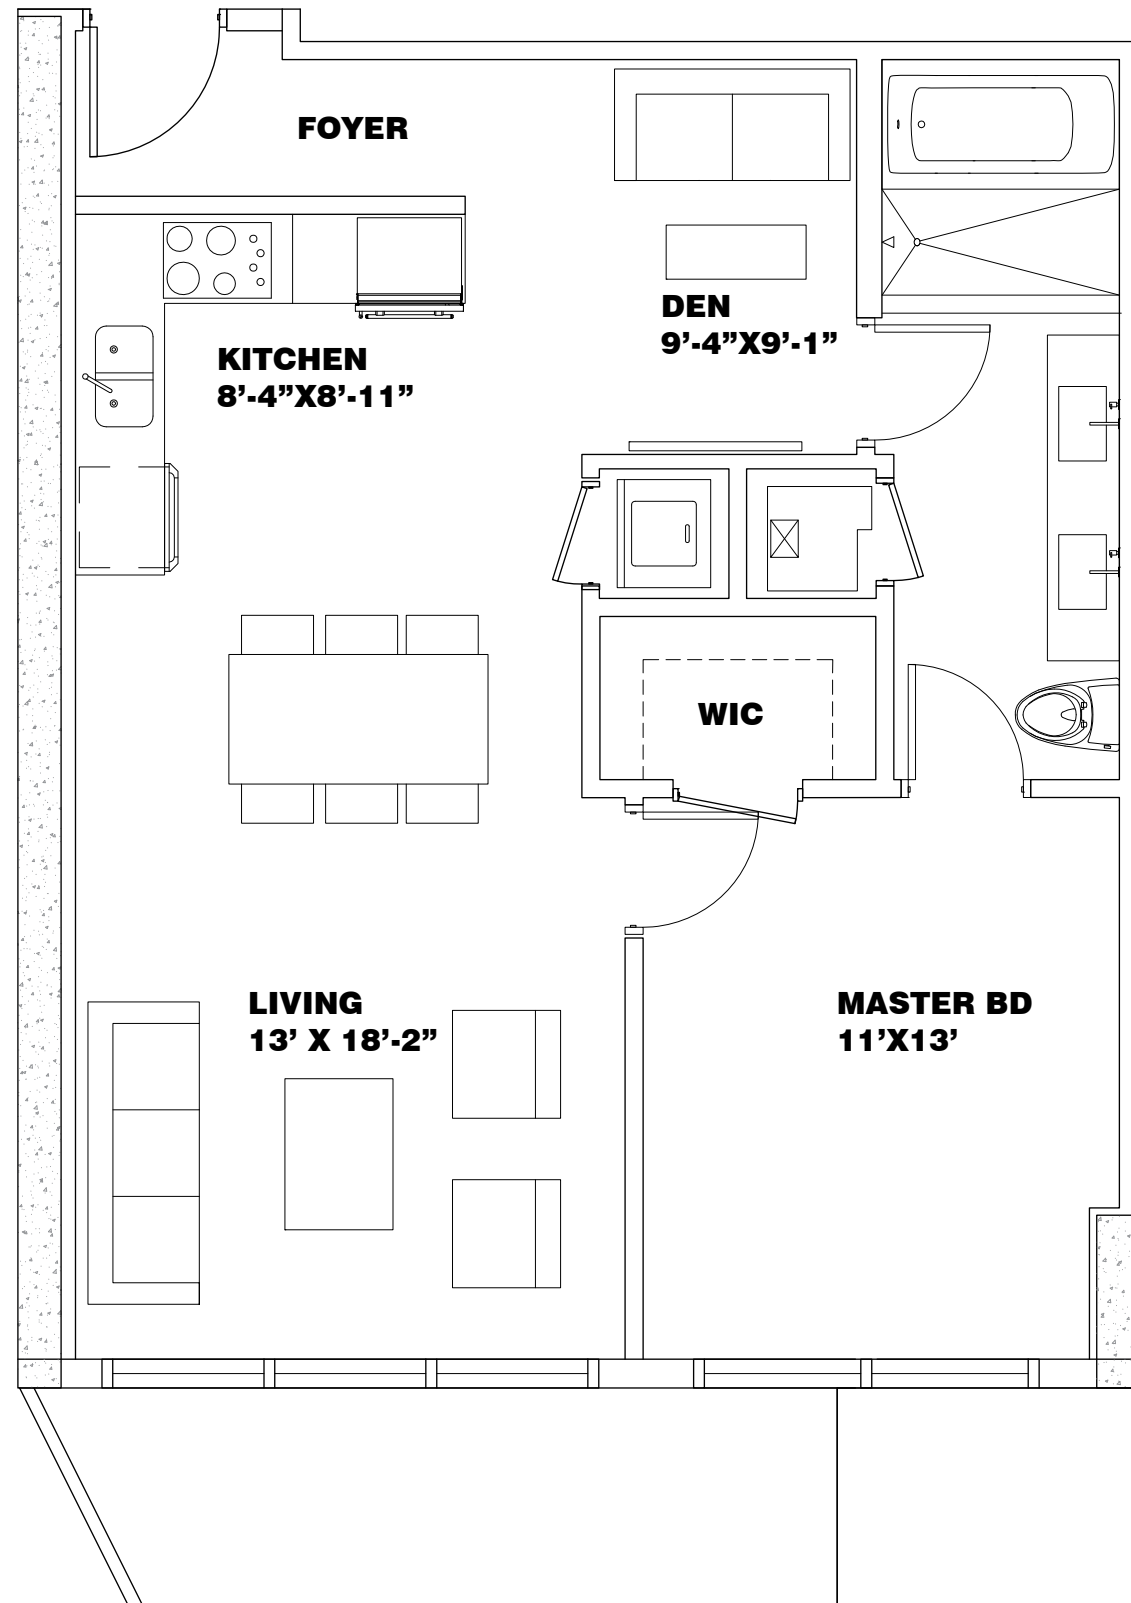 FOYER
DEN
9’-4”X9’-1”
KITCHEN
8’-4”X8’-11”
WIC
LIVING
13’ X 18’-2”
MASTER BD
11’X13’